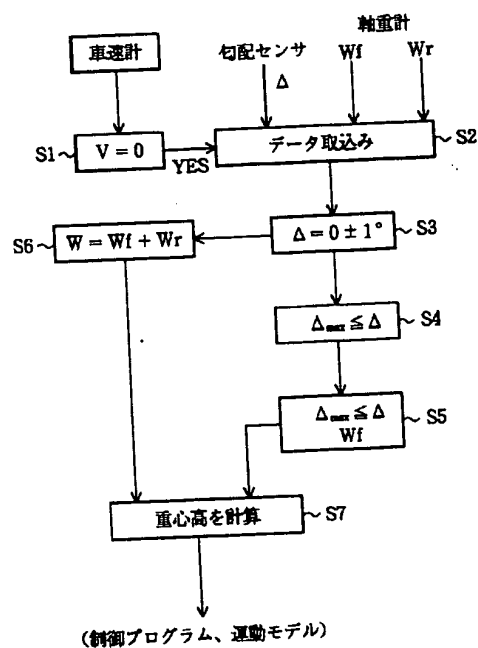 軸重計
車速計
勾配センサ Wf Wr
Δ
S1 V = 0 YES データ取込み S2
S6 W = Wf + Wr Δ = 0 ± 1° S3
Δmax ≦ Δ S4
Δmax ≦ Δ
Wf S5
重心高を計算 S7
(制御プログラム、運動モデル)